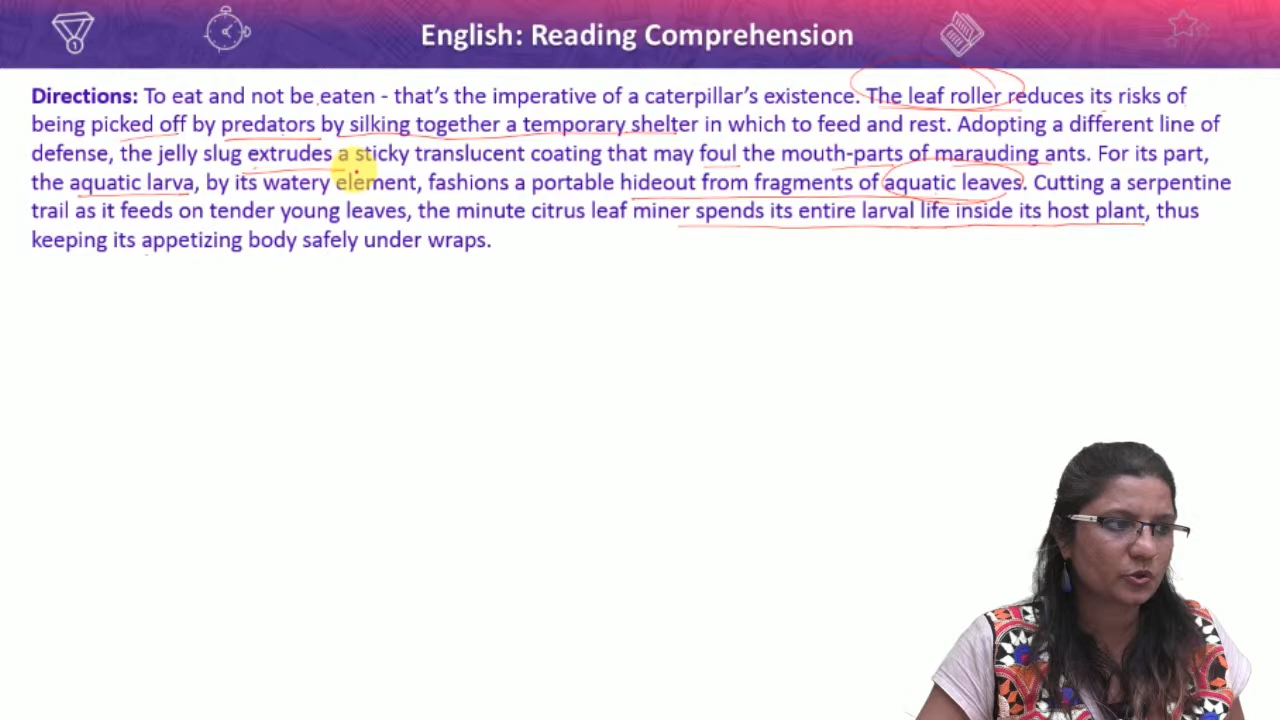 English: Reading Comprehension
Directions: To eat and not be eaten - that's the imperative of a caterpillar's existence. The leaf roller reduces its risks of
being picked off by predators by silking together a temporary shelter in which to feed and rest. Adopting a different line of
defense, the jelly slug extrudes a sticky translucent coating that may foul the mouth-parts of marauding ants. For its part,
the aquatic larva, by its watery element, fashions a portable hideout from fragments of aquatic leaves. Cutting a serpentine
trail as it feeds on tender young leaves, the minute citrus leaf miner spends its entire larval life inside its host plant, thus
keeping its appetizing body safely under wraps.